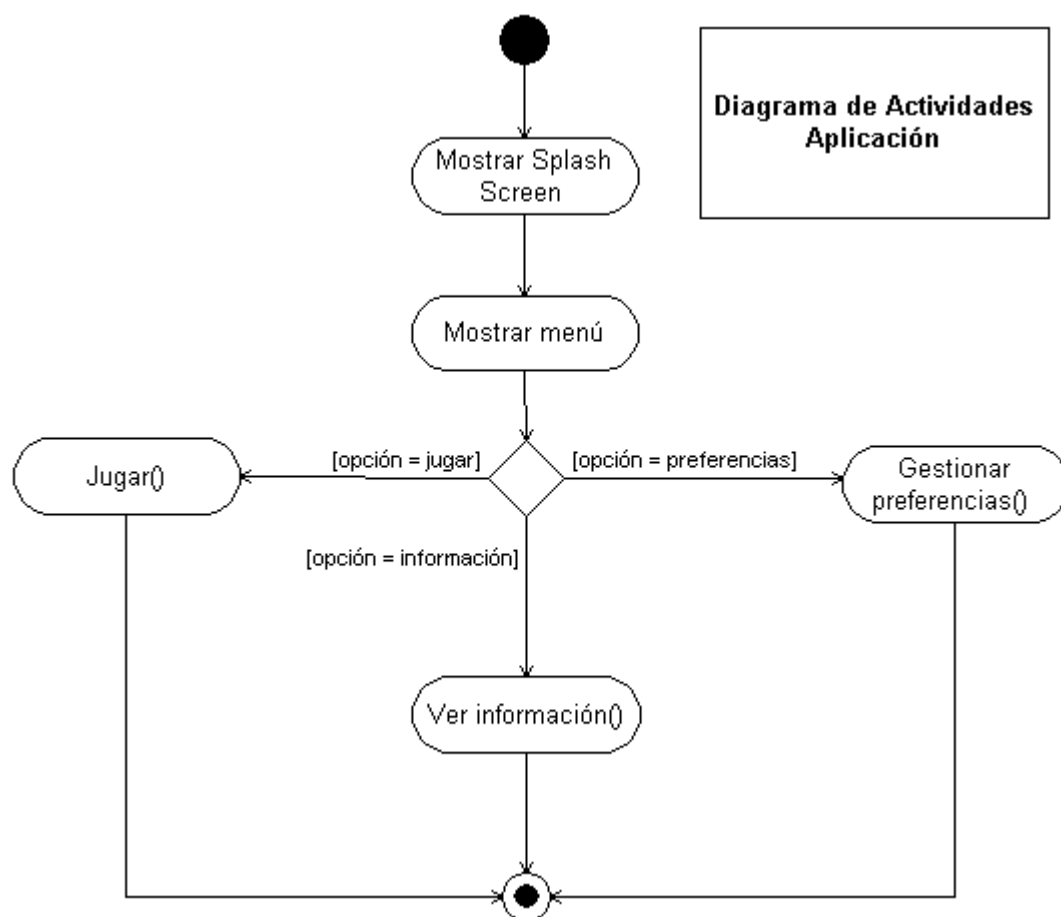 Diagrama de Actividades
Aplicación
Mostrar Splash
Screen
Mostrar menú
[opción = jugar]
[opción = preferencias]
Jugar()
Gestionar
preferencias()
[opción = información]
Ver información()